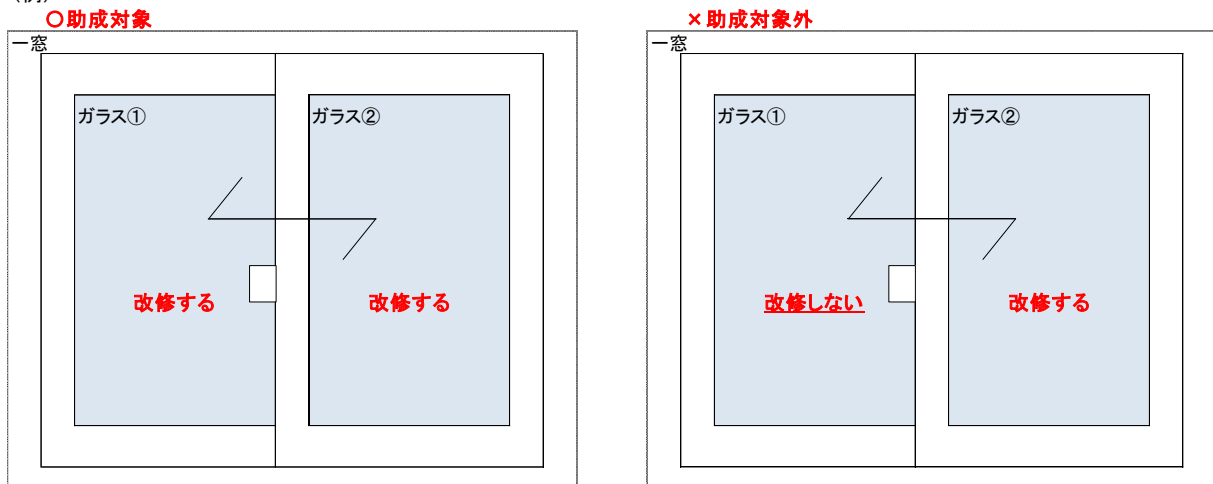 〇助成対象
一窓
ガラス①
ガラス②
改修する
改修する
×助成対象外
一窓
ガラス①
ガラス②
改修しない
改修する